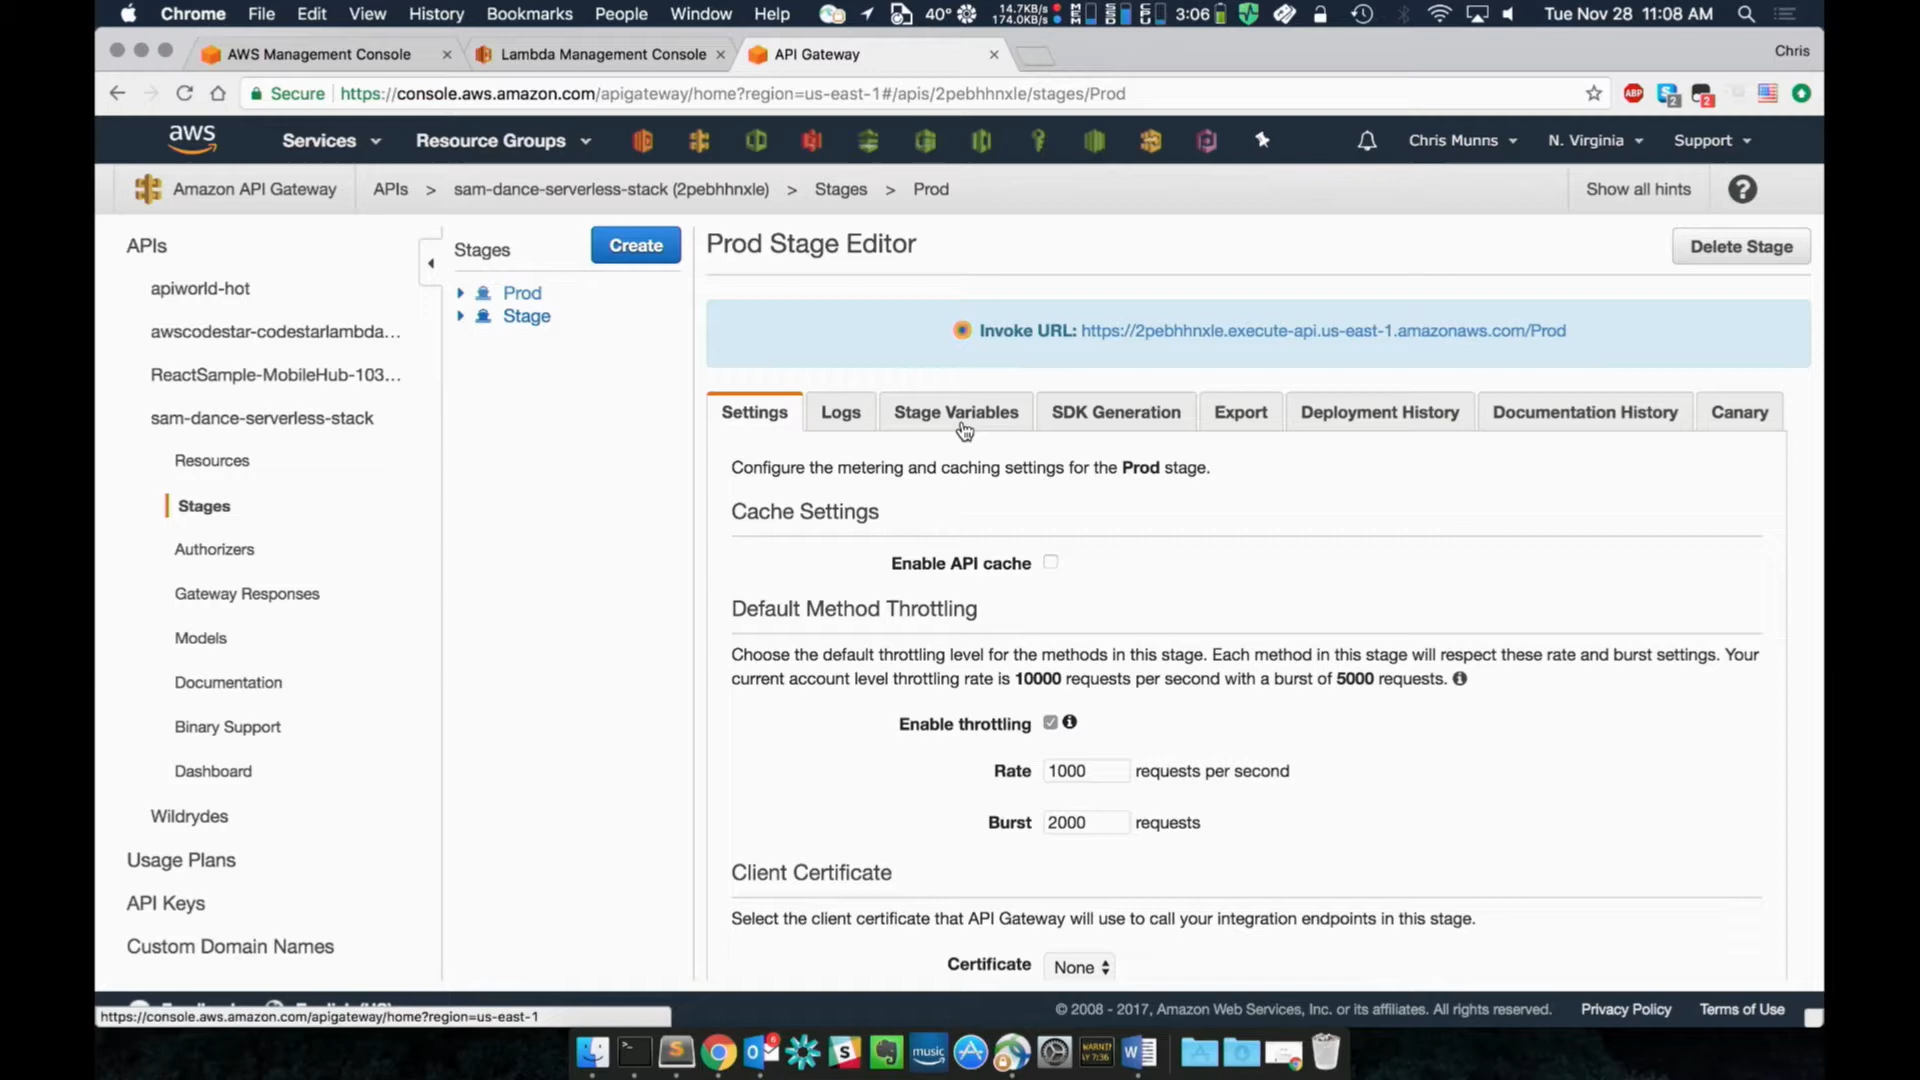 Chrome File Edit View History Bookmarks People Window Help 40° 14.7KB/s 174.0KB/s 3:06 Tue Nov 28 11:08 AM
AWS Management Console Lambda Management Console API Gateway Chris
Secure https://console.aws.amazon.com/apigateway/home?region=us-east-1#/apis/2pebhhnxle/stages/Prod ABP 2 2
aws Services Resource Groups Chris Munns N. Virginia Support
Amazon API Gateway APIs > sam-dance-serverless-stack (2pebhhnxle) > Stages > Prod Show all hints ?
APIs
apiworld-hot
awscodestar-codestarlambda...
ReactSample-MobileHub-103...
sam-dance-serverless-stack
Resources
Stages
Authorizers
Gateway Responses
Models
Documentation
Binary Support
Dashboard
Wildrydes
Usage Plans
API Keys
Custom Domain Names
Stages Create
Prod
Stage
Prod Stage Editor Delete Stage
Invoke URL: https://2pebhhnxle.execute-api.us-east-1.amazonaws.com/Prod
Settings Logs Stage Variables SDK Generation Export Deployment History Documentation History Canary
Configure the metering and caching settings for the Prod stage.
Cache Settings
Enable API cache
Default Method Throttling
Choose the default throttling level for the methods in this stage. Each method in this stage will respect these rate and burst settings. Your
current account level throttling rate is 10000 requests per second with a burst of 5000 requests.
Enable throttling
Rate 1000 requests per second
Burst 2000 requests
Client Certificate
Select the client certificate that API Gateway will use to call your integration endpoints in this stage.
Certificate None
© 2008 - 2017, Amazon Web Services, Inc. or its affiliates. All rights reserved. Privacy Policy Terms of Use
https://console.aws.amazon.com/apigateway/home?region=us-east-1
music WARNIN LY 7:36